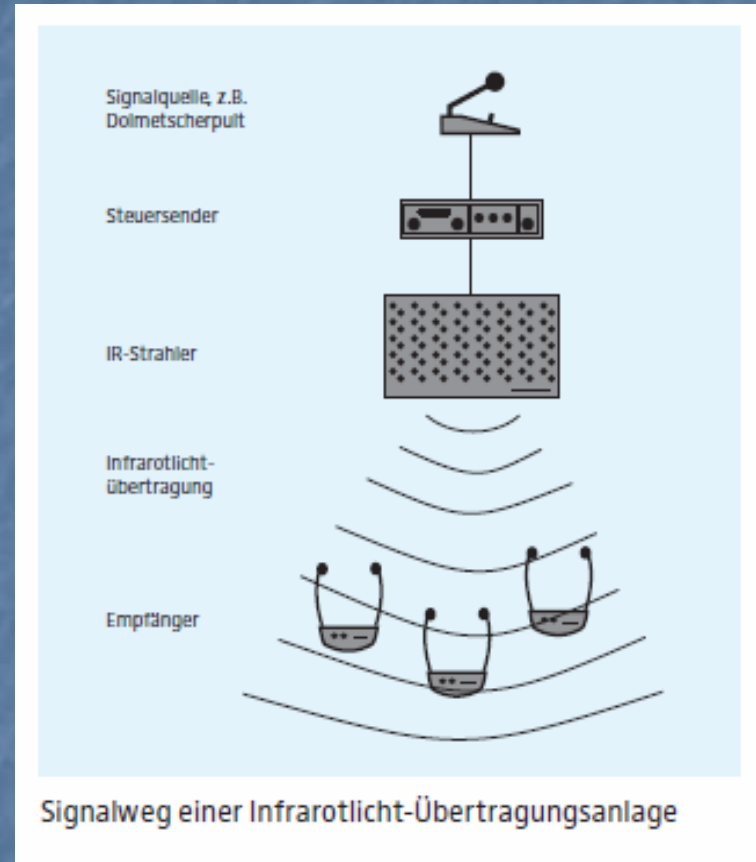 Signalquelle, z.B.
Dolmetscherpult
Steuersender
IR-Strahler
Infrarotlicht-
übertragung
Empfänger
Signalweg einer Infrarotlicht-Übertragungsanlage